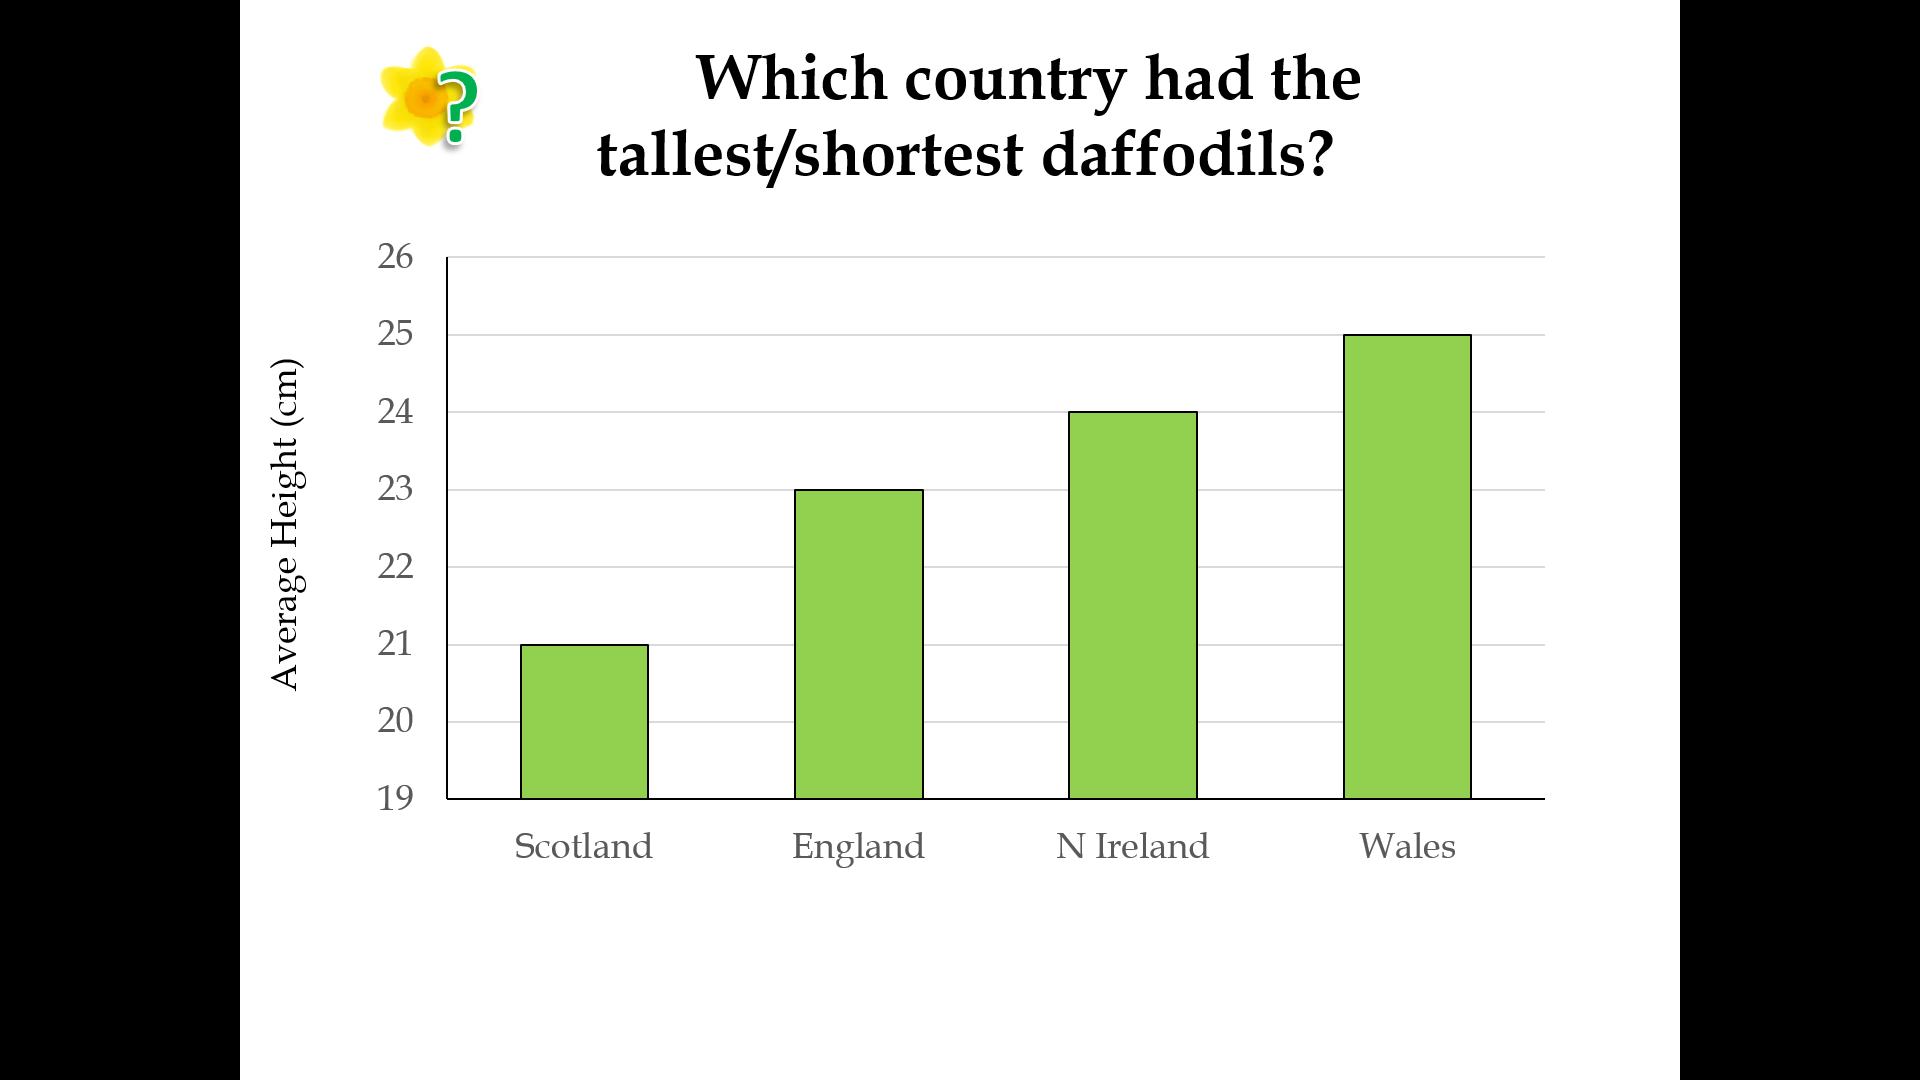 ?
Which country had the
tallest/shortest daffodils?
26
25
24
23
22
21
20
19
Average Height (cm)
Scotland England N Ireland Wales